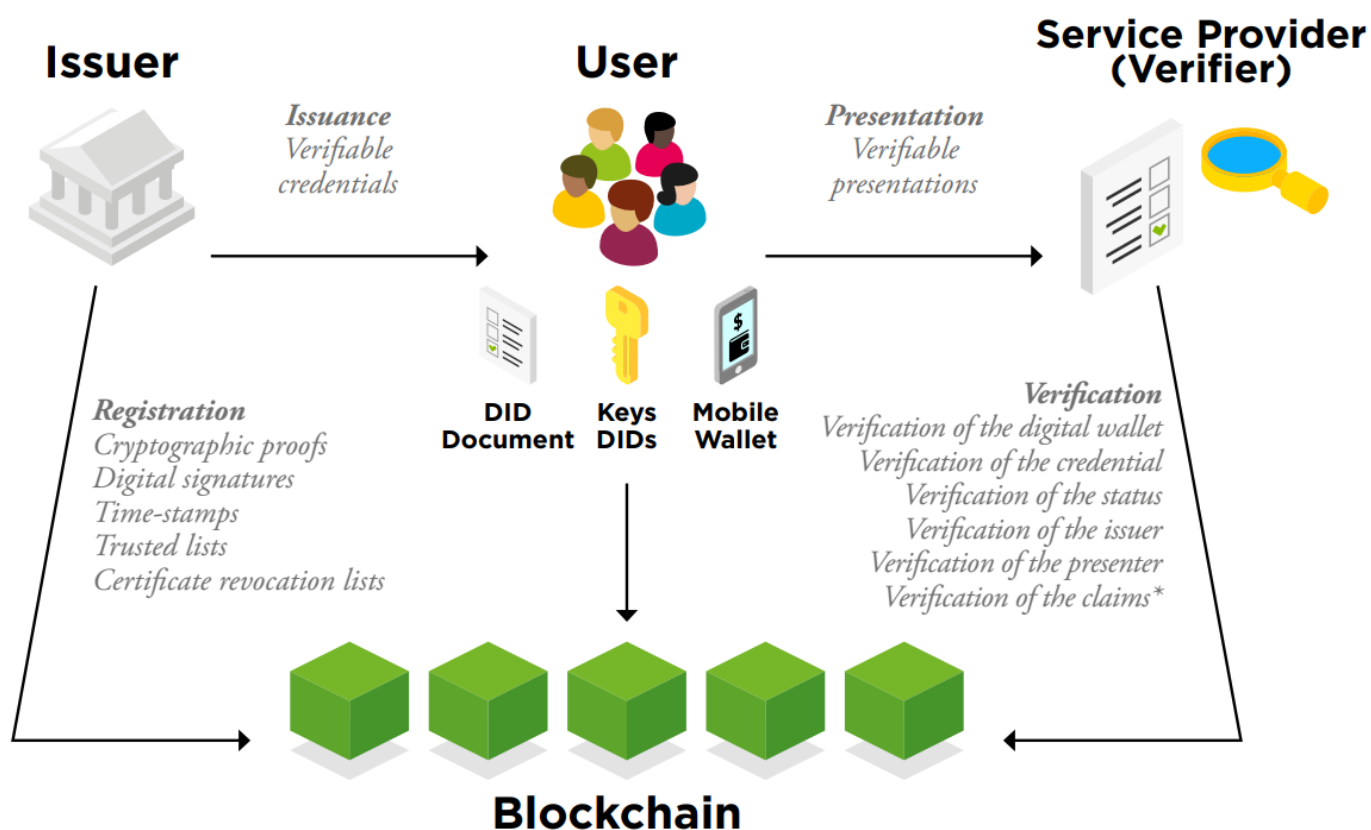 Issuer
User
Service Provider
(Verifier)
Issuance
Verifiable
credentials
Presentation
Verifiable
presentations
DID
Document
Keys
DIDs
Mobile
Wallet
$
Registration
Cryptographic proofs
Digital signatures
Time-stamps
Trusted lists
Certificate revocation lists
Verification
Verification of the digital wallet
Verification of the credential
Verification of the status
Verification of the issuer
Verification of the presenter
Verification of the claims*
Blockchain